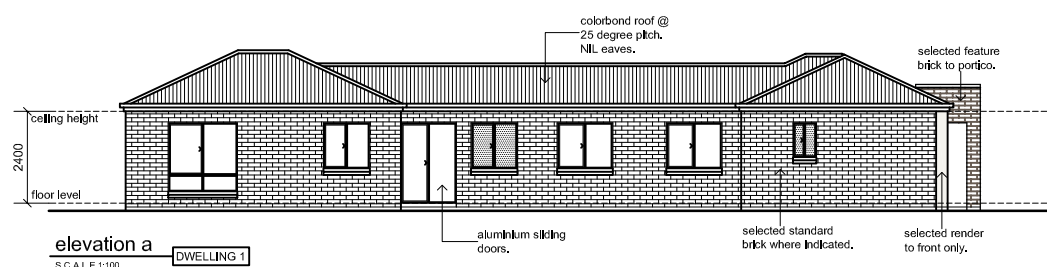 colorbond roof @
25 degree pitch.
NIL eaves.
selected feature
brick to portico.
ceiling height
2400
floor level
elevation a
SCALE 1:100
DWELLING 1
aluminium sliding
doors.
selected standard
brick where indicated.
selected render
to front only.